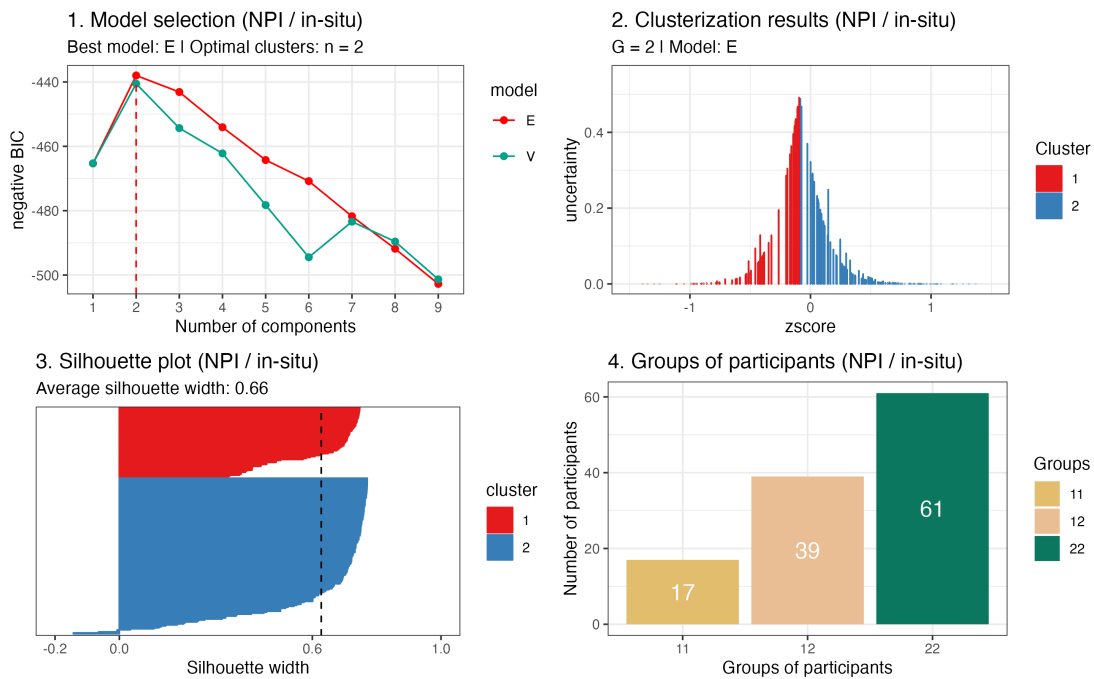 1. Model selection (NPI / in-situ)
Best model: E | Optimal clusters: n = 2
negative BIC
-440
-460
-480
-500
1 2 3 4 5 6 7 8 9
Number of components
model
E
V
2. Clusterization results (NPI / in-situ)
G = 2 | Model: E
uncertainty
0.4
0.2
0.0
-1 0 1
zscore
Cluster
1
2
3. Silhouette plot (NPI / in-situ)
Average silhouette width: 0.66
-0.2 0.0 0.6 1.0
Silhouette width
cluster
1
2
4. Groups of participants (NPI / in-situ)
Number of participants
60
40
20
0
17
39
61
11 12 22
Groups of participants
Groups
11
12
22